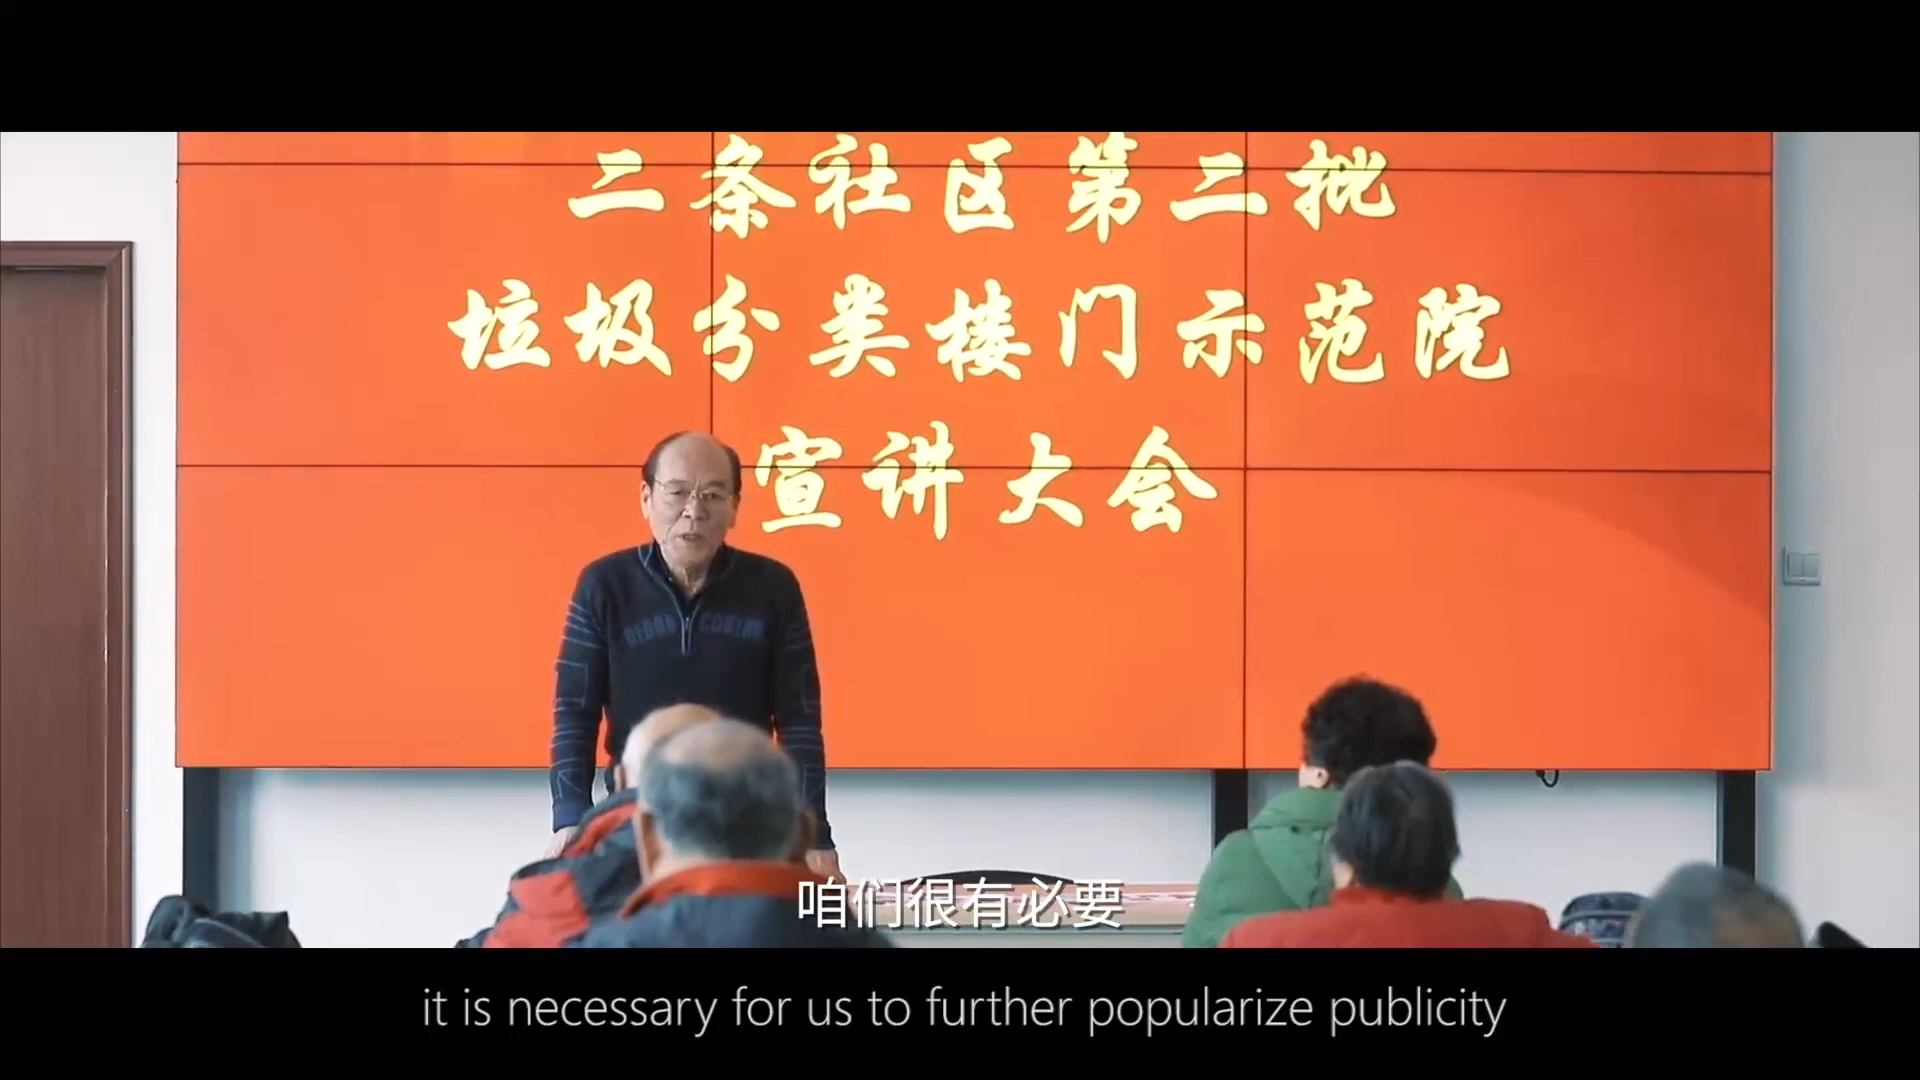 二条社区第二批
垃圾分类楼门示范院
宣讲大会
咱们很有必要
it is necessary for us to further popularize publicity